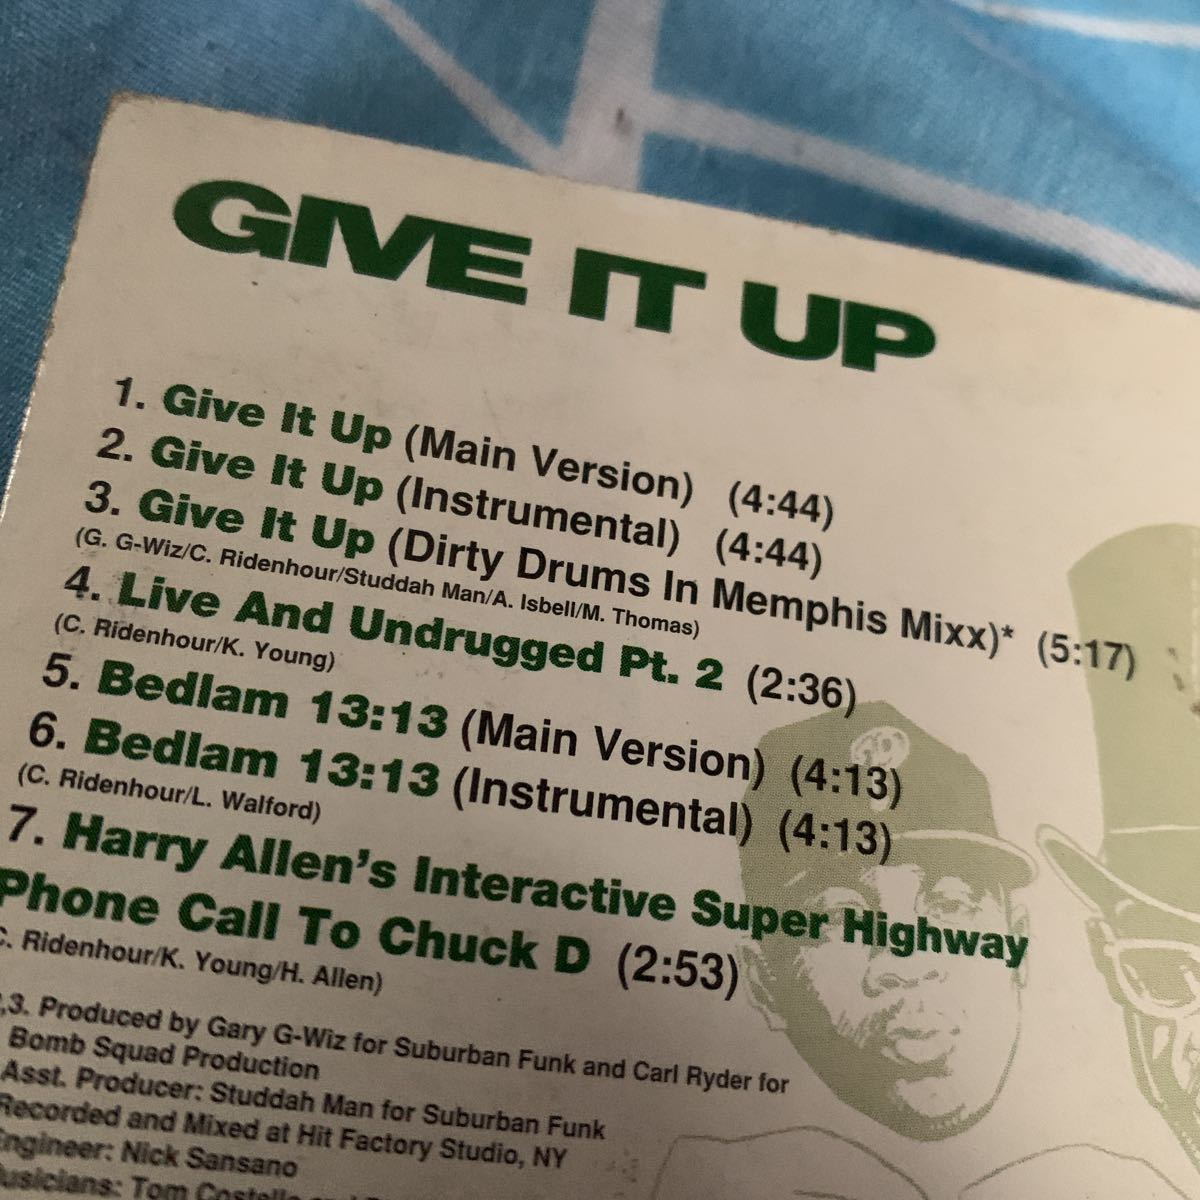 GIVE IT UP
1. Give It Up (Main Version) (4:44)
2. Give It Up (Instrumental) (4:44)
3. Give It Up (Dirty Drums In Memphis Mixx)* (5:17)
(G. G-Wiz/C. Ridenhour/Studdah Man/A. Isbell/M. Thomas)
4. Live And Undrugged Pt. 2 (2:36)
(C. Ridenhour/K. Young)
5. Bedlam 13:13 (Main Version) (4:13)
6. Bedlam 13:13 (Instrumental) (4:13)
(C. Ridenhour/L. Walford)
7. Harry Allen's Interactive Super Highway
Phone Call To Chuck D (2:53)
C. Ridenhour/K. Young/H. Allen)
,3. Produced by Gary G-Wiz for Suburban Funk and Carl Ryder for
Bomb Squad Production
Asst. Producer: Studdah Man for Suburban Funk
Recorded and Mixed at Hit Factory Studio, NY
Engineer: Nick Sansano
Musicians: Tom